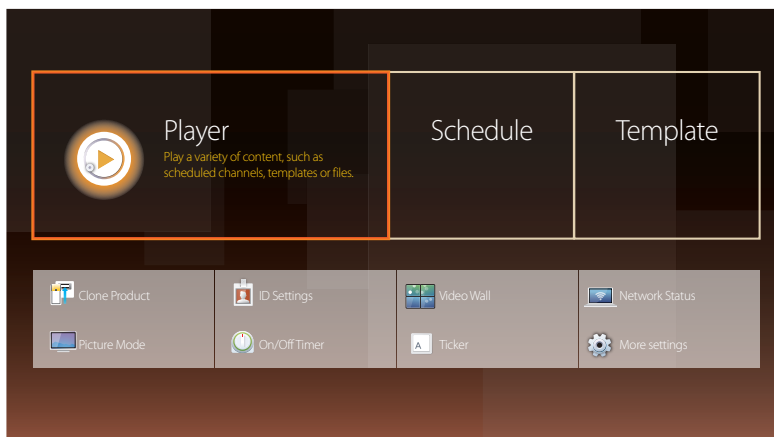 Player
Play a variety of content, such as
scheduled channels, templates or files.
Schedule
Template
Clone Product
ID Settings
Video Wall
Network Status
Picture Mode
On/Off Timer
A
Ticker
More settings